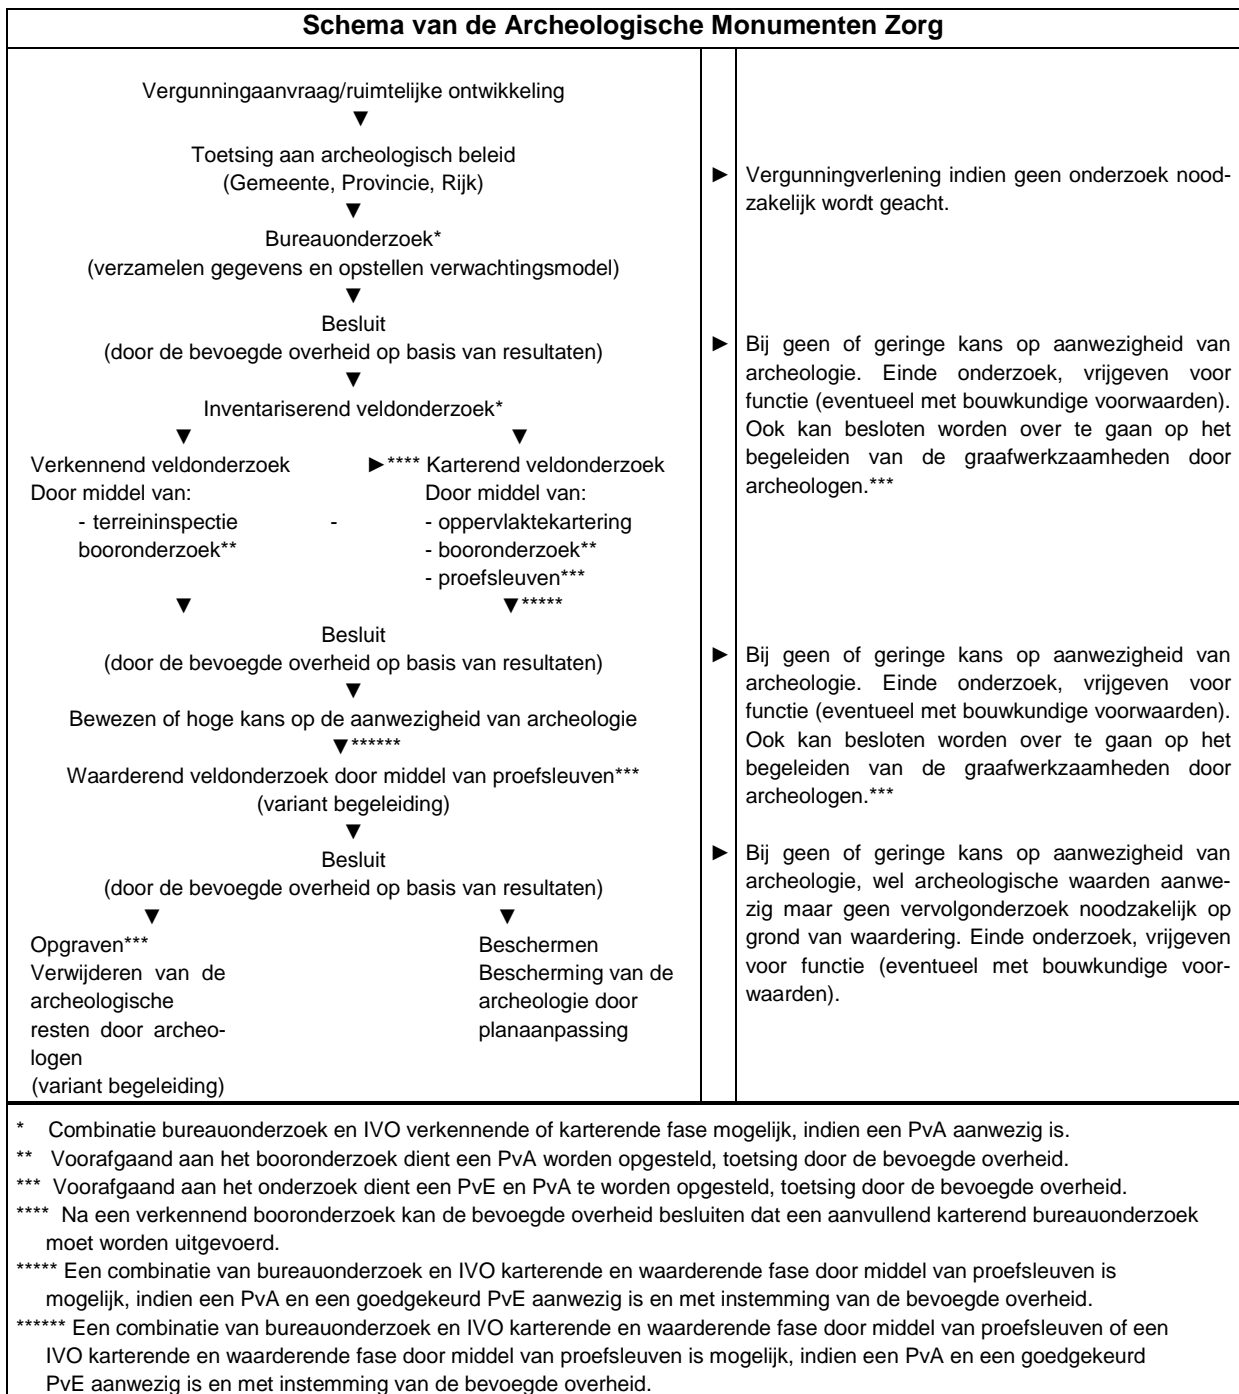 Schema van de Archeologische Monumenten Zorg
Vergunningaanvraag/ruimtelijke ontwikkeling
▼
Toetsing aan archeologisch beleid
(Gemeente, Provincie, Rijk)
▼
Bureauonderzoek*
(verzamelen gegevens en opstellen verwachtingsmodel)
▼
Besluit
(door de bevoegde overheid op basis van resultaten)
▼
Inventariserend veldonderzoek*
▼ ▼
Verkennend veldonderzoek ►**** Karterend veldonderzoek
Door middel van: Door middel van:
- terreininspectie - - oppervlaktekartering
booronderzoek** - booronderzoek**
- proefsleuven***
▼ ▼*****
Besluit
(door de bevoegde overheid op basis van resultaten)
▼
Bewezen of hoge kans op de aanwezigheid van archeologie
▼******
Waarderend veldonderzoek door middel van proefsleuven***
(variant begeleiding)
▼
Besluit
(door de bevoegde overheid op basis van resultaten)
▼ ▼
Opgraven*** Beschermen
Verwijderen van de Bescherming van de
archeologische archeologie door
resten door archeo- planaanpassing
logen
(variant begeleiding)
► Vergunningverlening indien geen onderzoek nood-
zakelijk wordt geacht.
► Bij geen of geringe kans op aanwezigheid van
archeologie. Einde onderzoek, vrijgeven voor
functie (eventueel met bouwkundige voorwaarden).
Ook kan besloten worden over te gaan op het
begeleiden van de graafwerkzaamheden door
archeologen.***
► Bij geen of geringe kans op aanwezigheid van
archeologie. Einde onderzoek, vrijgeven voor
functie (eventueel met bouwkundige voorwaarden).
Ook kan besloten worden over te gaan op het
begeleiden van de graafwerkzaamheden door
archeologen.***
► Bij geen of geringe kans op aanwezigheid van
archeologie, wel archeologische waarden aanwe-
zig maar geen vervolgonderzoek noodzakelijk op
grond van waardering. Einde onderzoek, vrijgeven
voor functie (eventueel met bouwkundige voor-
waarden).
* Combinatie bureauonderzoek en IVO verkennende of karterende fase mogelijk, indien een PvA aanwezig is.
** Voorafgaand aan het booronderzoek dient een PvA worden opgesteld, toetsing door de bevoegde overheid.
*** Voorafgaand aan het onderzoek dient een PvE en PvA te worden opgesteld, toetsing door de bevoegde overheid.
**** Na een verkennend booronderzoek kan de bevoegde overheid besluiten dat een aanvullend karterend bureauonderzoek
moet worden uitgevoerd.
***** Een combinatie van bureauonderzoek en IVO karterende en waarderende fase door middel van proefsleuven is
mogelijk, indien een PvA en een goedgekeurd PvE aanwezig is en met instemming van de bevoegde overheid.
****** Een combinatie van bureauonderzoek en IVO karterende en waarderende fase door middel van proefsleuven of een
IVO karterende en waarderende fase door middel van proefsleuven is mogelijk, indien een PvA en een goedgekeurd
PvE aanwezig is en met instemming van de bevoegde overheid.